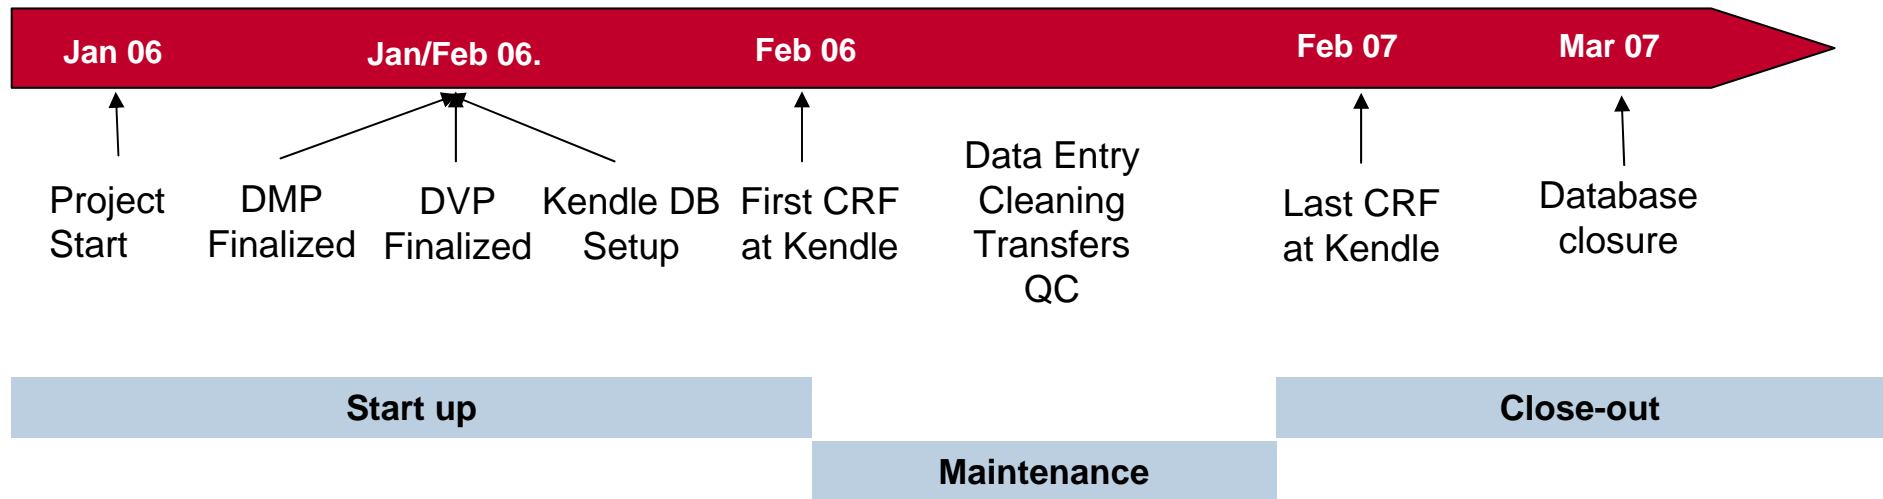 Jan 06
Jan/Feb 06.
Feb 06
Feb 07
Mar 07
Project
Start
DMP
Finalized
DVP
Finalized
Kendle DB
Setup
First CRF
at Kendle
Data Entry
Cleaning
Transfers
QC
Last CRF
at Kendle
Database
closure
Start up
Maintenance
Close-out